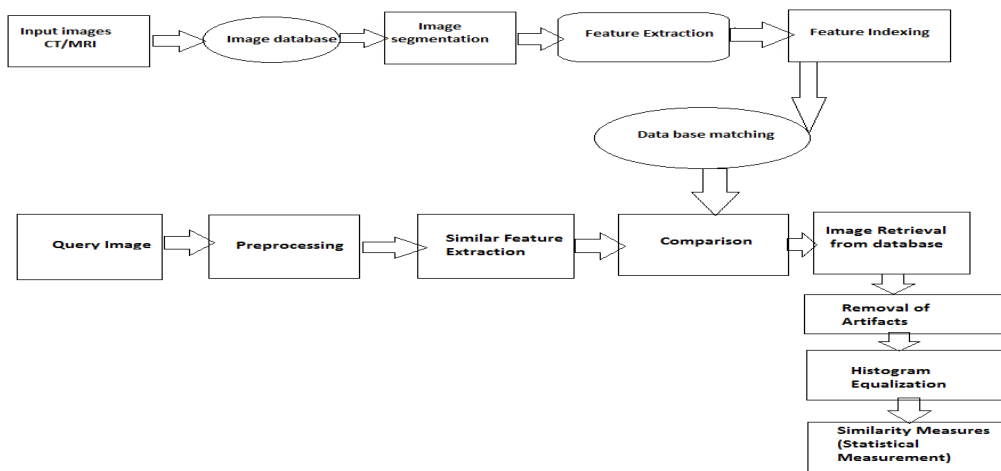 Input images
CT/MRI
Image database
Image
segmentation
Feature Extraction
Feature Indexing
Data base matching
Query Image
Preprocessing
Similar Feature
Extraction
Comparison
Image Retrieval
from database
Removal of
Artifacts
Histogram
Equalization
Similarity Measures
(Statistical
Measurement)